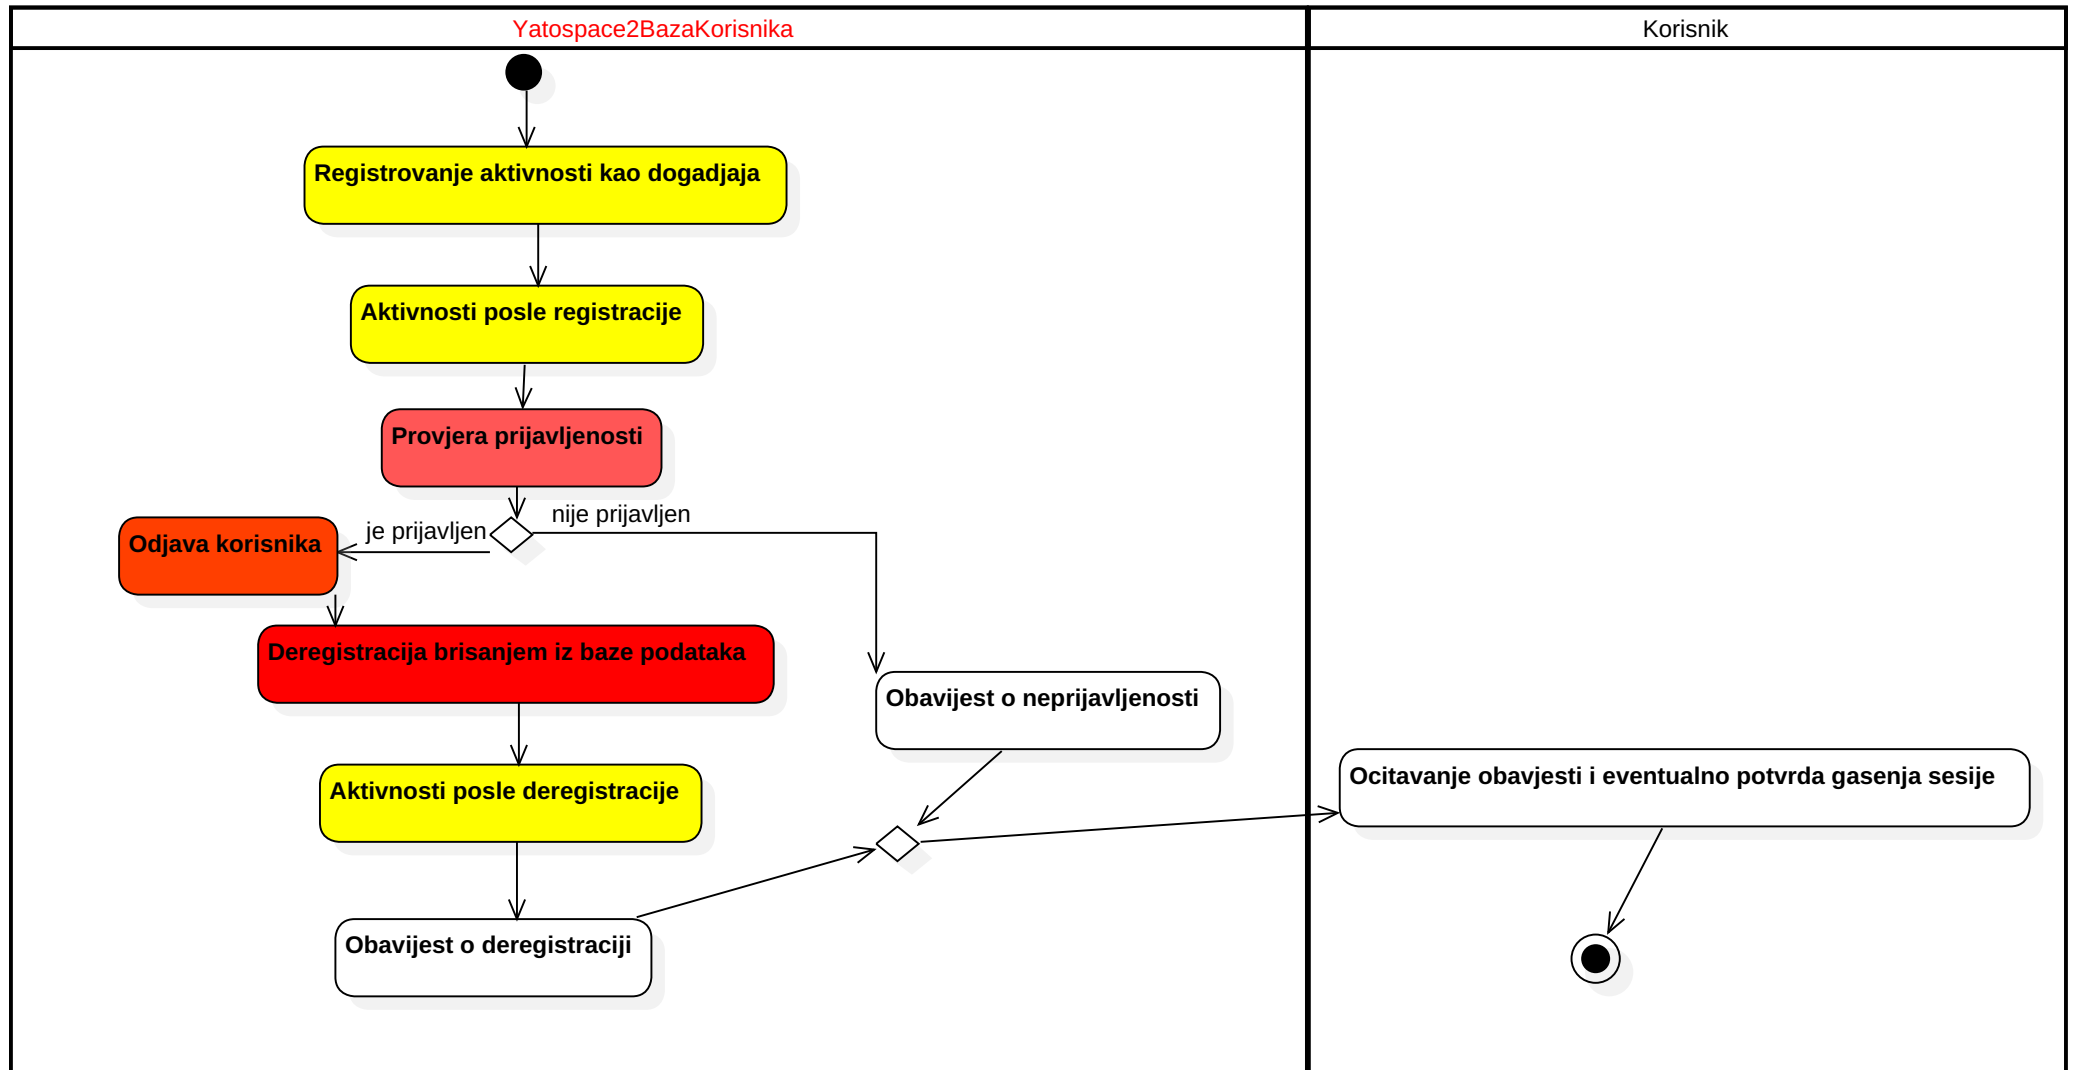 Yatospace2BazaKorisnika
Korisnik
Registrovanje aktivnosti kao dogadjaja
Aktivnosti posle registracije
Provjera prijavljenosti
je prijavljen
nije prijavljen
Odjava korisnika
Deregistracija brisanjem iz baze podataka
Obavijest o neprijavljenosti
Aktivnosti posle deregistracije
Ocitavanje obavjesti i eventualno potvrda gasenja sesije
Obavijest o deregistraciji